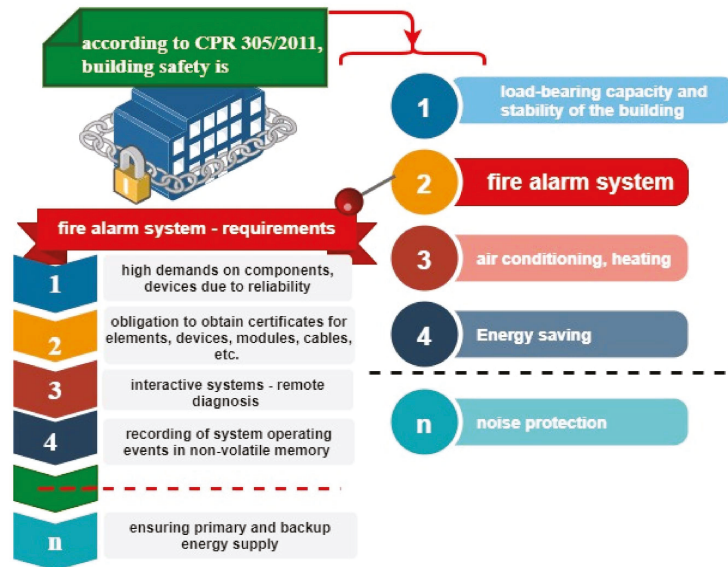 according to CPR 305/2011,
building safety is
1
load-bearing capacity and
stability of the building
2
fire alarm system
3
air conditioning, heating
4
Energy saving
n
noise protection
fire alarm system - requirements
1
high demands on components,
devices due to reliability
2
obligation to obtain certificates for
elements, devices, modules, cables,
etc.
3
interactive systems - remote
diagnosis
4
recording of system operating
events in non-volatile memory
n
ensuring primary and backup
energy supply